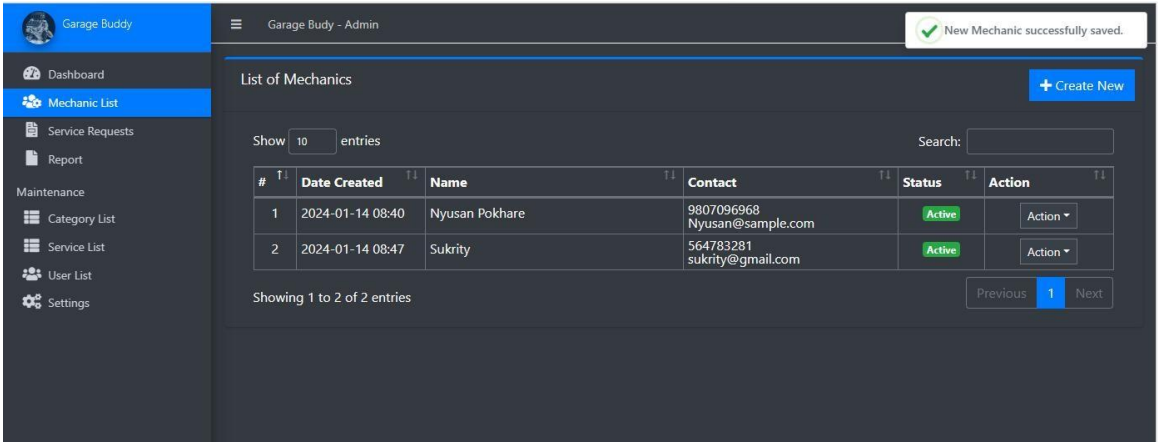 Garage Buddy
Garage Budy - Admin
New Mechanic successfully saved.
Dashboard
Mechanic List
Service Requests
Report
Maintenance
Category List
Service List
User List
Settings
List of Mechanics
Create New
Show 10 entries
Search:
# Date Created Name Contact Status Action
1 2024-01-14 08:40 Nyusan Pokhare 9807096968 Active Action
Nyusan@sample.com
2 2024-01-14 08:47 Sukrity 564783281 Active Action
sukrity@gmail.com
Showing 1 to 2 of 2 entries
Previous 1 Next